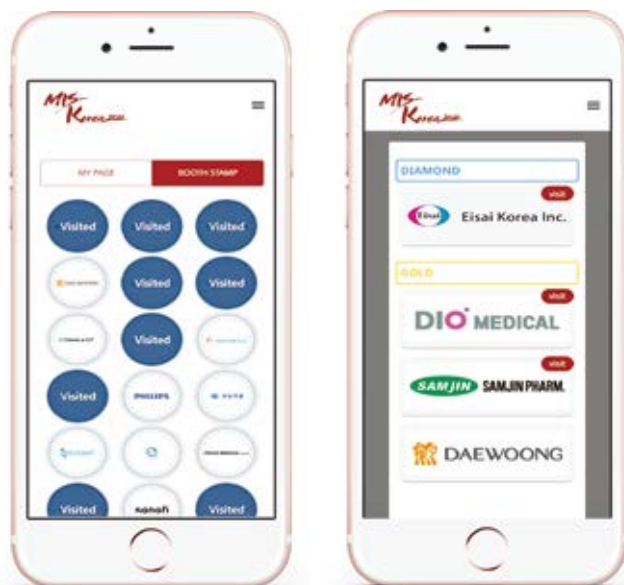 MIS
Korea 2020
MY PAGE
BOOTH STAMP
Visited
Visited
Visited
Visited
Visited
Visited
Visited
PHILIPS
Visited
sanofi
Visited
MIS
Korea
DIAMOND
visit
Eisai
Eisai Korea Inc.
GOLD
visit
DIO MEDICAL
visit
SAMJIN
SAMJIN PHARM.
DAEWOONG